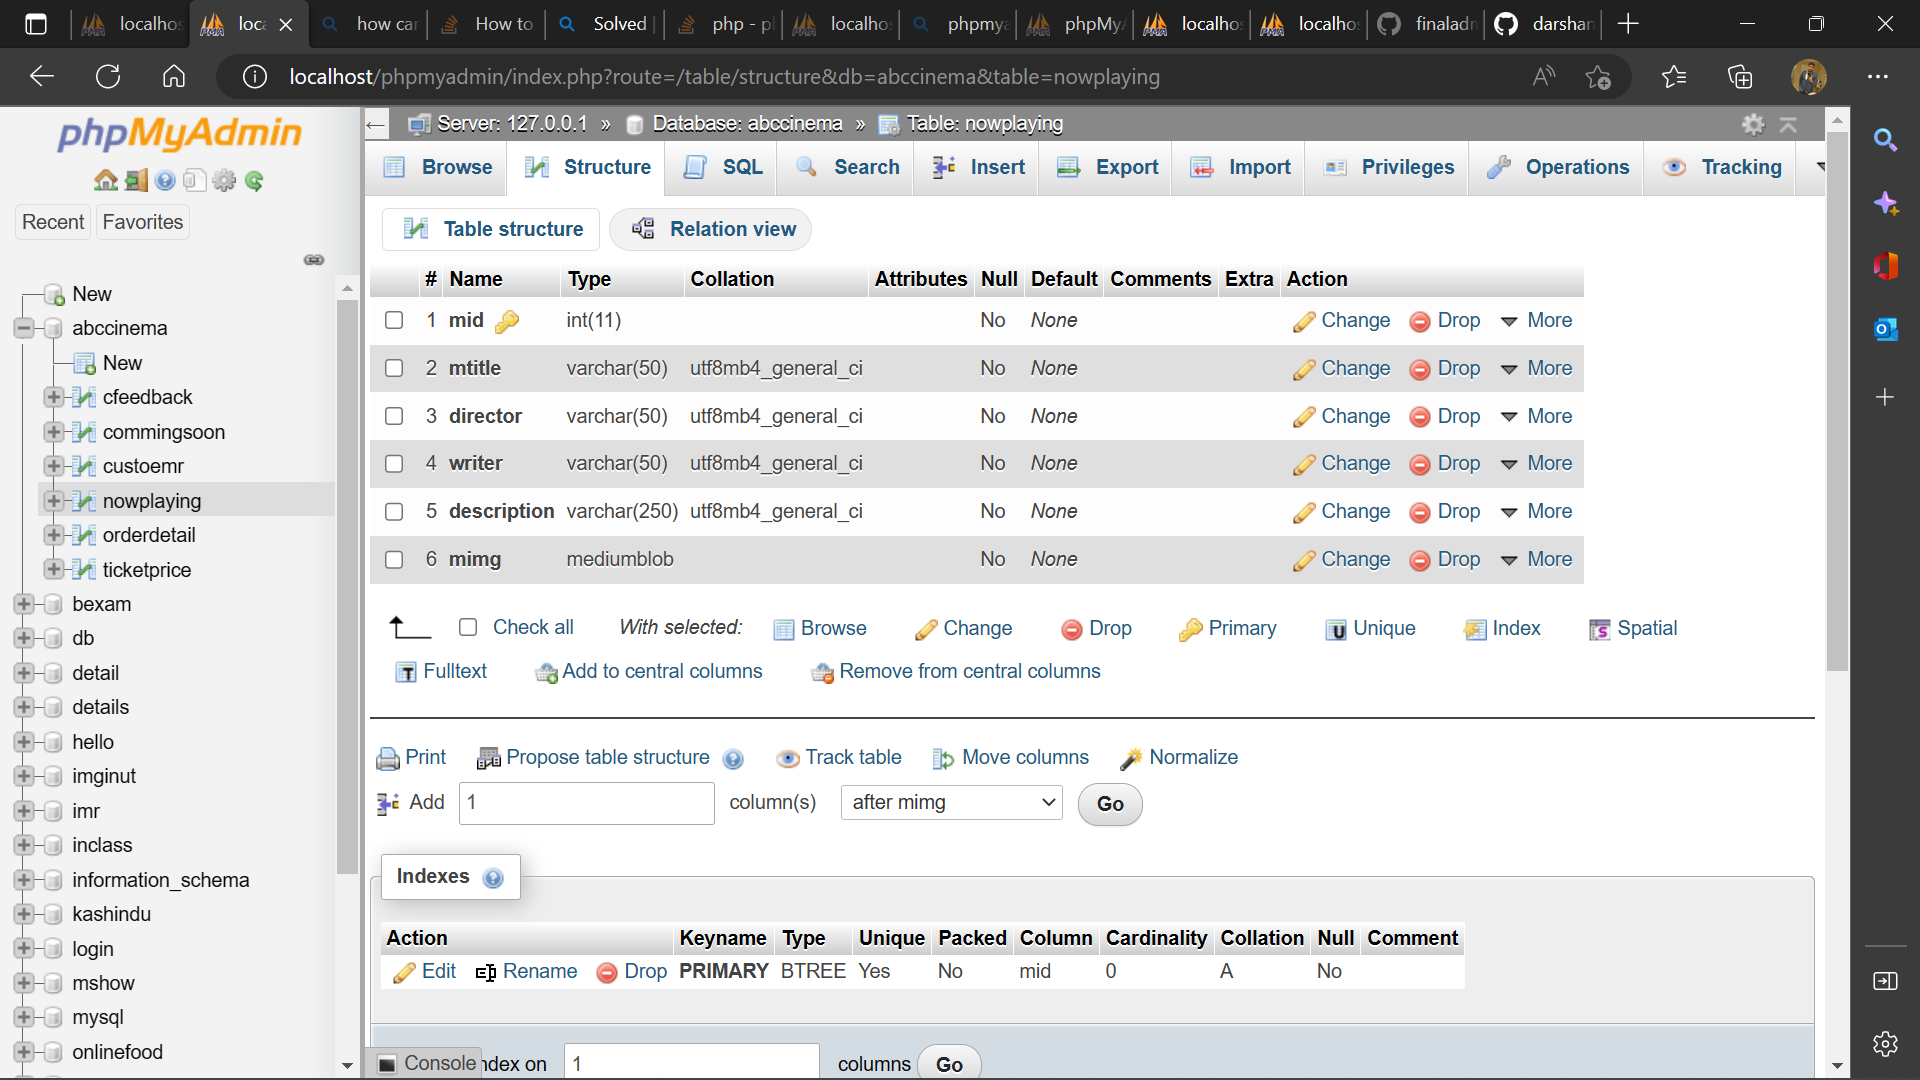 localhos
loca
how car
How to
Solved
php - pl
localhos
phpmya
phpMyA
localhos
localhos
finaladn
darshan
localhost/phpmyadmin/index.php?route=/table/structure&db=abccinema&table=nowplaying
phpMyAdmin
Recent Favorites
New
abccinema
New
cfeedback
commingsoon
custoemr
nowplaying
orderdetail
ticketprice
bexam
db
detail
details
hello
imginut
imr
inclass
information_schema
kashindu
login
mshow
mysql
onlinefood
Server: 127.0.0.1 » Database: abccinema » Table: nowplaying
Browse Structure SQL Search Insert Export Import Privileges Operations Tracking
Table structure Relation view
# Name Type Collation Attributes Null Default Comments Extra Action
1 mid int(11) No None Change Drop More
2 mtitle varchar(50) utf8mb4_general_ci No None Change Drop More
3 director varchar(50) utf8mb4_general_ci No None Change Drop More
4 writer varchar(50) utf8mb4_general_ci No None Change Drop More
5 description varchar(250) utf8mb4_general_ci No None Change Drop More
6 mimg mediumblob No None Change Drop More
Check all With selected: Browse Change Drop Primary Unique Index Spatial
Fulltext Add to central columns Remove from central columns
Print Propose table structure Track table Move columns Normalize
Add 1 column(s) after mimg Go
Indexes
Action Keyname Type Unique Packed Column Cardinality Collation Null Comment
Edit Rename Drop PRIMARY BTREE Yes No mid 0 A No
Console ndex on 1 columns Go